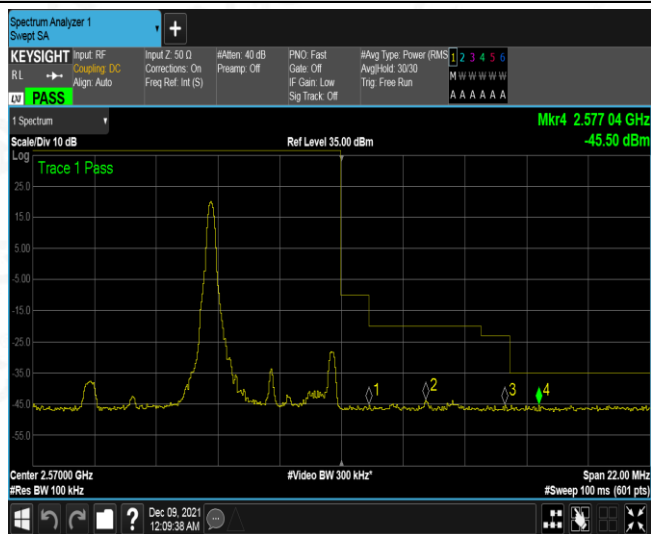 Spectrum Analyzer 1
Swept SA
+
KEYSIGHT
RL
LXI PASS
Input: RF
Coupling: DC
Align: Auto
Input Z: 50 Ω
Corrections: On
Freq Ref: Int (S)
#Atten: 40 dB
Preamp: Off
PNO: Fast
Gate: Off
IF Gain: Low
Sig Track: Off
#Avg Type: Power (RMS
Avg|Hold: 30/30
Trig: Free Run
1 2 3 4 5 6
M W W W W W
A A A A A A
1 Spectrum
Scale/Div 10 dB
Ref Level 35.00 dBm
Mkr4 2.577 04 GHz
-45.50 dBm
Log
Trace 1 Pass
25.0
15.0
5.00
-5.00
-15.0
-25.0
-35.0
-45.0
-55.0
1
2
3
4
Center 2.57000 GHz
#Res BW 100 kHz
#Video BW 300 kHz*
Span 22.00 MHz
#Sweep 100 ms (601 pts)
?
Dec 09, 2021
12:09:38 AM